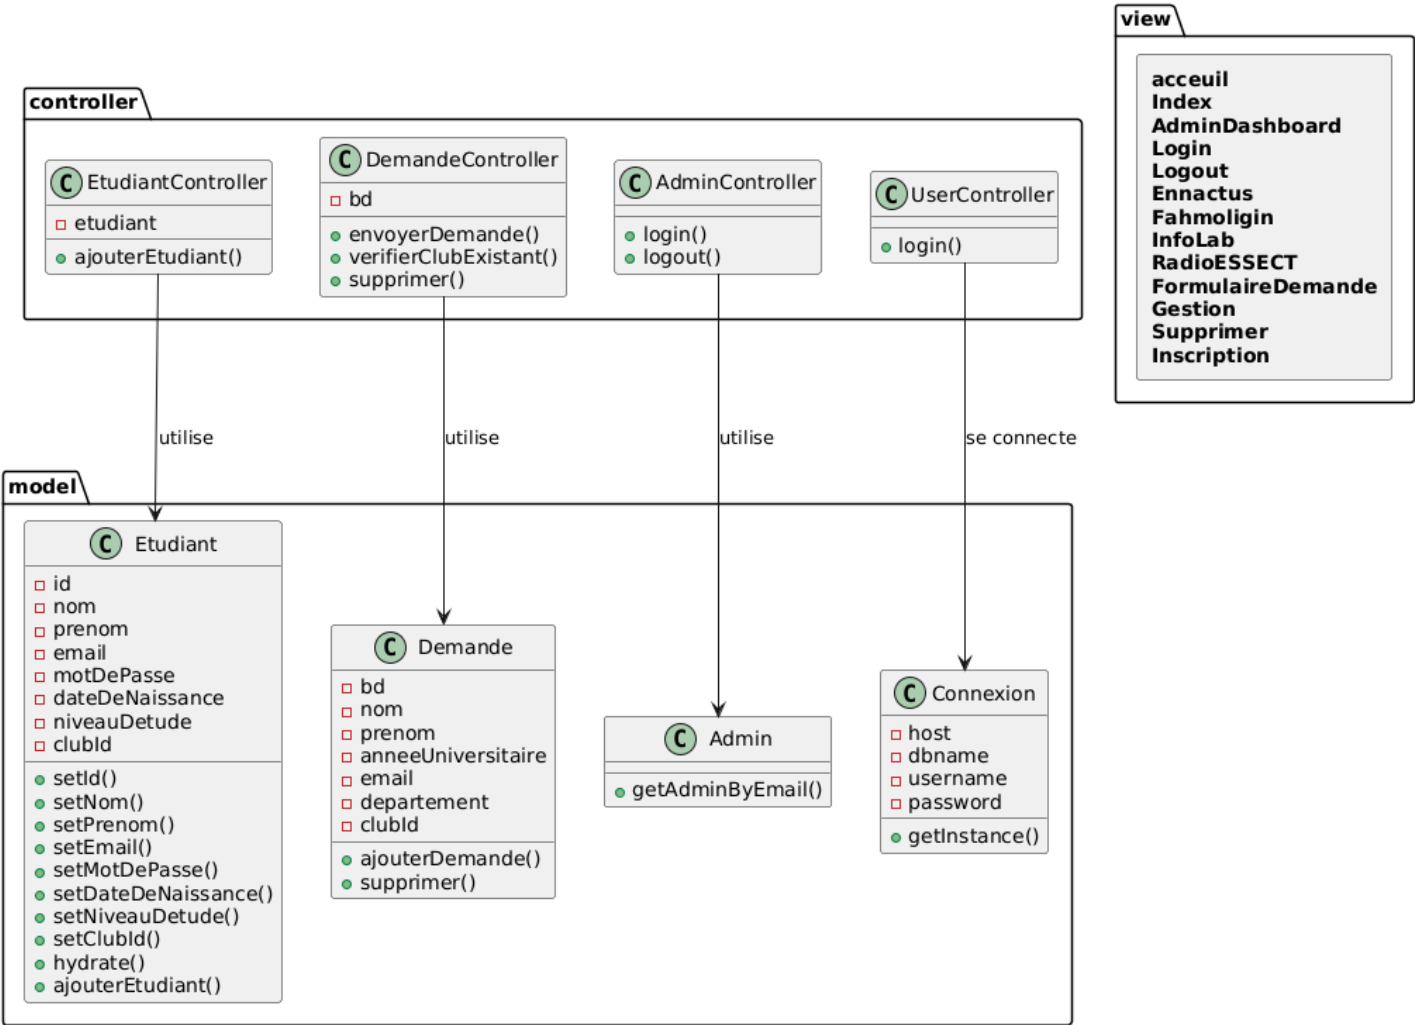 controller
C EtudiantController
etudiant
ajouterEtudiant()
C DemandeController
bd
envoyerDemande()
verifierClubExistant()
supprimer()
C AdminController
login()
logout()
C UserController
login()
view
acceuil
Index
AdminDashboard
Login
Logout
Ennactus
Fahmoligin
InfoLab
RadioESSECT
FormulaireDemande
Gestion
Supprimer
Inscription
utilise
utilise
utilise
se connecte
model
C Etudiant
id
nom
prenom
email
motDePasse
dateDeNaissance
niveauDetude
clubId
setId()
setNom()
setPrenom()
setEmail()
setMotDePasse()
setDateDeNaissance()
setNiveauDetude()
setClubId()
hydrate()
ajouterEtudiant()
C Demande
bd
nom
prenom
anneeUniversitaire
email
departement
clubId
ajouterDemande()
supprimer()
C Admin
getAdminByEmail()
C Connexion
host
dbname
username
password
getInstance()